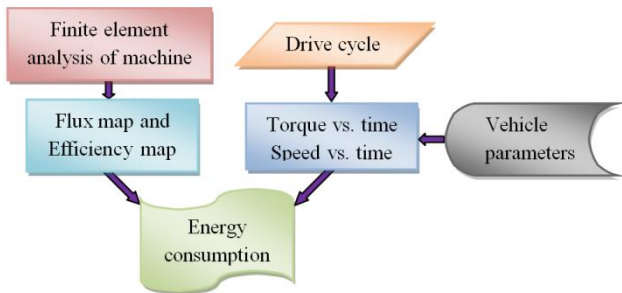 Finite element
analysis of machine
Drive cycle
Flux map and
Efficiency map
Torque vs. time
Speed vs. time
Vehicle
parameters
Energy
consumption